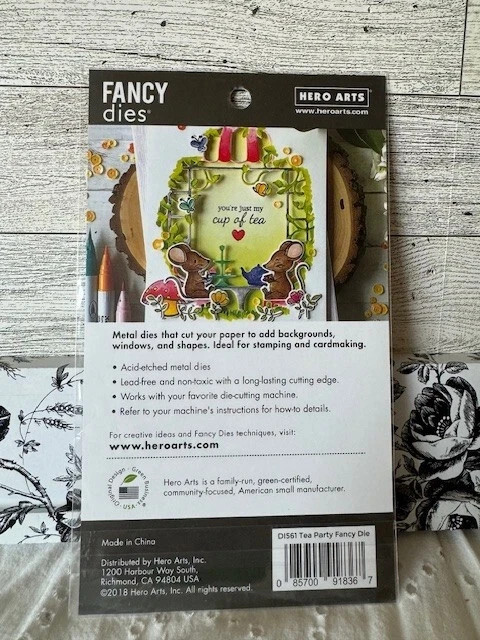 FANCY
dies®
HERO ARTS®
www.heroarts.com
you're just my
cup of tea
Metal dies that cut your paper to add backgrounds,
windows, and shapes. Ideal for stamping and cardmaking.
• Acid-etched metal dies
• Lead-free and non-toxic with a long-lasting cutting edge.
• Works with your favorite die-cutting machine.
• Refer to your machine's instructions for how-to details.
For creative ideas and Fancy Dies techniques, visit:
www.heroarts.com
Original Design • Green Business • USA •
Hero Arts is a family-run, green-certified,
community-focused, American small manufacturer.
Made in China
Distributed by Hero Arts, Inc.
1200 Harbour Way South,
Richmond, CA 94804 USA
©2018 Hero Arts, Inc. All rights reserved.
DI561 Tea Party Fancy Die
0 85700 91836 7